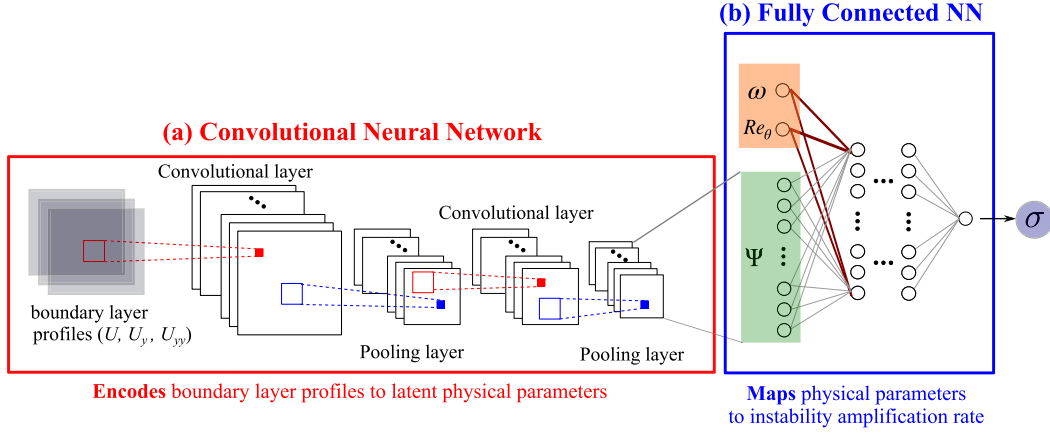 (b) Fully Connected NN
(a) Convolutional Neural Network
Convolutional layer
Convolutional layer
boundary layer
profiles (U, U_y, U_yy)
Pooling layer
Pooling layer
Encodes boundary layer profiles to latent physical parameters
ω
Re_θ
Ψ
σ
Maps physical parameters
to instability amplification rate